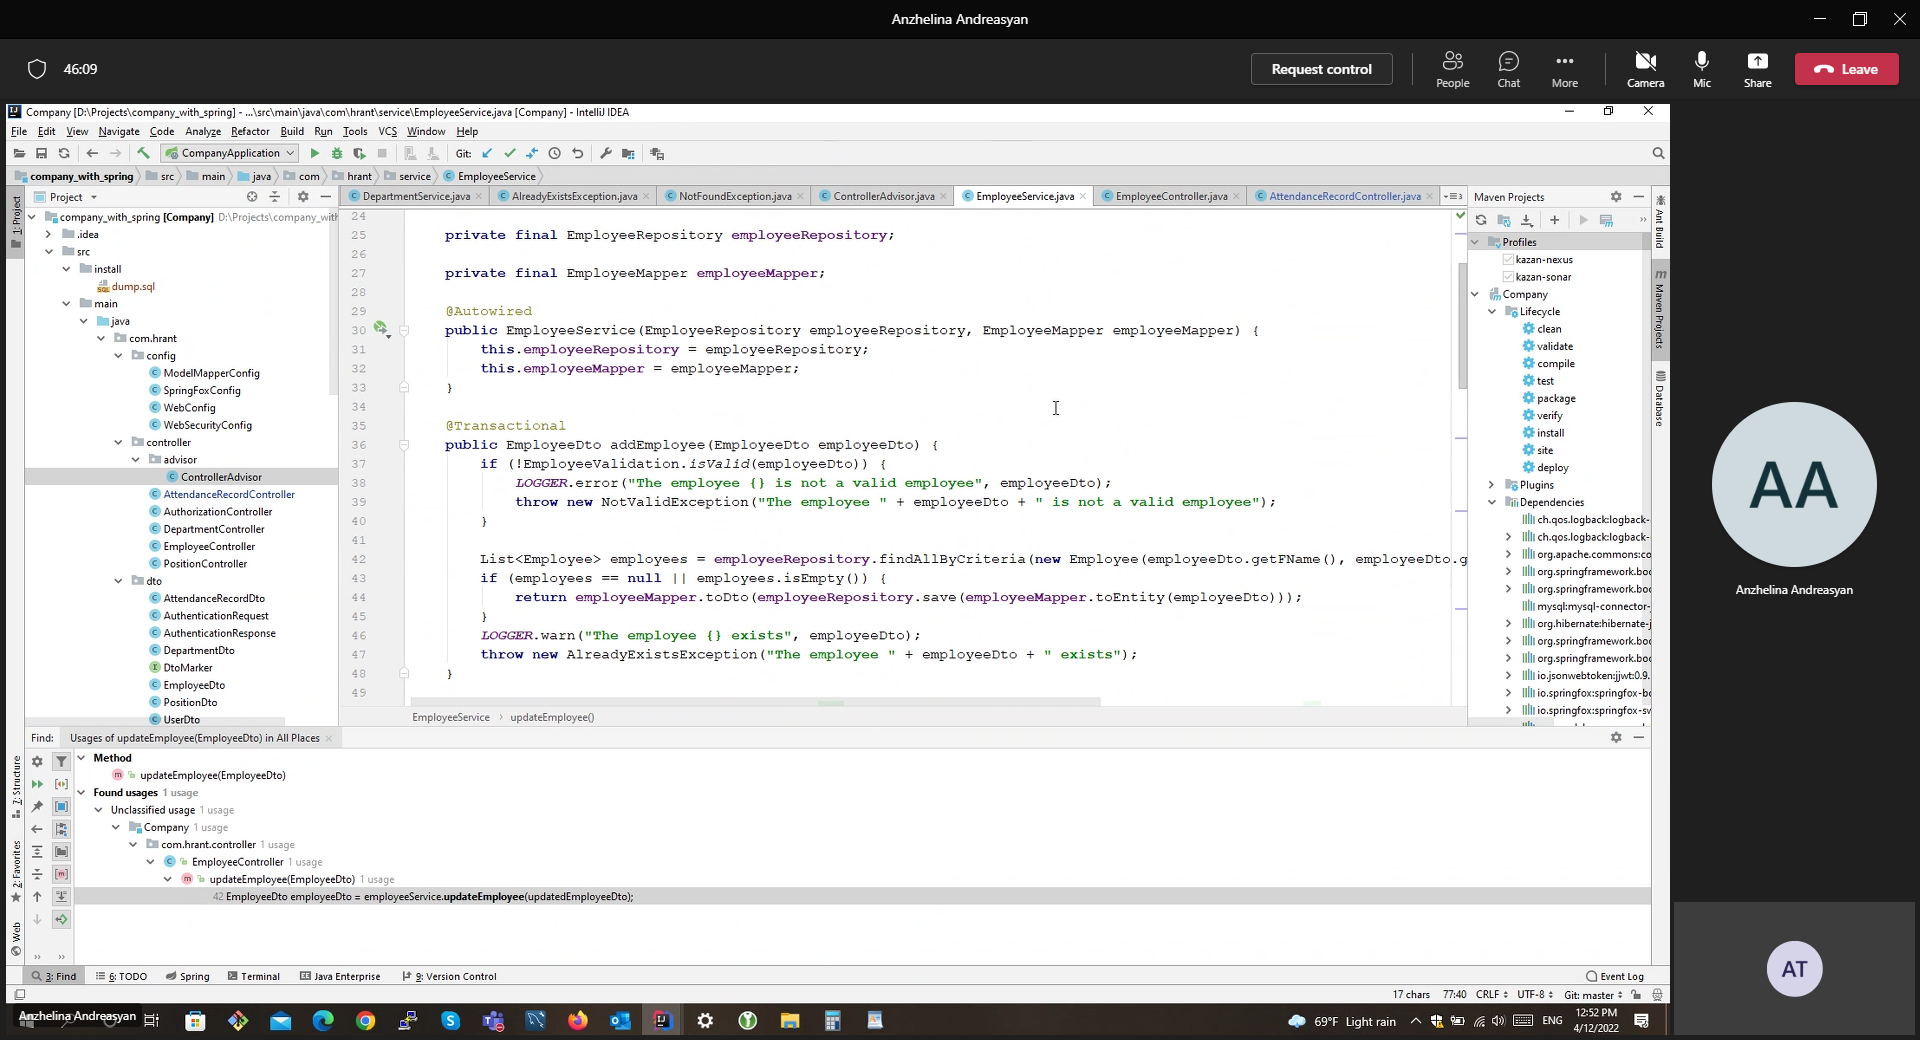 Anzhelina Andreasyan
46:09
Request control
People
Chat
More
Camera
Mic
Share
Leave
Company [D:\Projects\company_with_spring] - ...\src\main\java\com\hrant\service\EmployeeService.java [Company] - IntelliJ IDEA
File Edit View Navigate Code Analyze Refactor Build Run Tools VCS Window Help
CompanyApplication
Git:
company_with_spring src main java com hrant service EmployeeService
1: Project
Project
DepartmentService.java
AlreadyExistsException.java
NotFoundException.java
ControllerAdvisor.java
EmployeeService.java
EmployeeController.java
AttendanceRecordController.java
company_with_spring [Company] D:\Projects\company_with
.idea
src
install
dump.sql
main
java
com.hrant
config
ModelMapperConfig
SpringFoxConfig
WebConfig
WebSecurityConfig
controller
advisor
ControllerAdvisor
AttendanceRecordController
AuthorizationController
DepartmentController
EmployeeController
PositionController
dto
AttendanceRecordDto
AuthenticationRequest
AuthenticationResponse
DepartmentDto
DtoMarker
EmployeeDto
PositionDto
UserDto
24
25 private final EmployeeRepository employeeRepository;
26
27 private final EmployeeMapper employeeMapper;
28
29 @Autowired
30 public EmployeeService(EmployeeRepository employeeRepository, EmployeeMapper employeeMapper) {
31 this.employeeRepository = employeeRepository;
32 this.employeeMapper = employeeMapper;
33 }
34
35 @Transactional
36 public EmployeeDto addEmployee(EmployeeDto employeeDto) {
37 if (!EmployeeValidation.isValid(employeeDto)) {
38 LOGGER.error("The employee {} is not a valid employee", employeeDto);
39 throw new NotValidException("The employee " + employeeDto + " is not a valid employee");
40 }
41
42 List<Employee> employees = employeeRepository.findAllByCriteria(new Employee(employeeDto.getFName(), employeeDto.g
43 if (employees == null || employees.isEmpty()) {
44 return employeeMapper.toDto(employeeRepository.save(employeeMapper.toEntity(employeeDto)));
45 }
46 LOGGER.warn("The employee {} exists", employeeDto);
47 throw new AlreadyExistsException("The employee " + employeeDto + " exists");
48 }
49
EmployeeService › updateEmployee()
Maven Projects
Profiles
kazan-nexus
kazan-sonar
Company
Lifecycle
clean
validate
compile
test
package
verify
install
site
deploy
Plugins
Dependencies
ch.qos.logback:logback-
ch.qos.logback:logback-
org.apache.commons:co
org.springframework.boo
org.springframework.boo
mysql:mysql-connector-
org.hibernate:hibernate-j
org.springframework.boo
org.springframework.boo
io.jsonwebtoken:jjwt:0.9.
io.springfox:springfox-bo
io.springfox:springfox-sw
Ant Build
Maven Projects
Database
AA
Anzhelina Andreasyan
AT
Find: Usages of updateEmployee(EmployeeDto) in All Places
Method
updateEmployee(EmployeeDto)
Found usages 1 usage
Unclassified usage 1 usage
Company 1 usage
com.hrant.controller 1 usage
EmployeeController 1 usage
updateEmployee(EmployeeDto) 1 usage
42 EmployeeDto employeeDto = employeeService.updateEmployee(updatedEmployeeDto);
7: Structure
2: Favorites
Web
3: Find
6: TODO
Spring
Terminal
Java Enterprise
9: Version Control
Event Log
17 chars 77:40 CRLF UTF-8 Git: master
Anzhelina Andreasyan
69°F Light rain
ENG
12:52 PM
4/12/2022